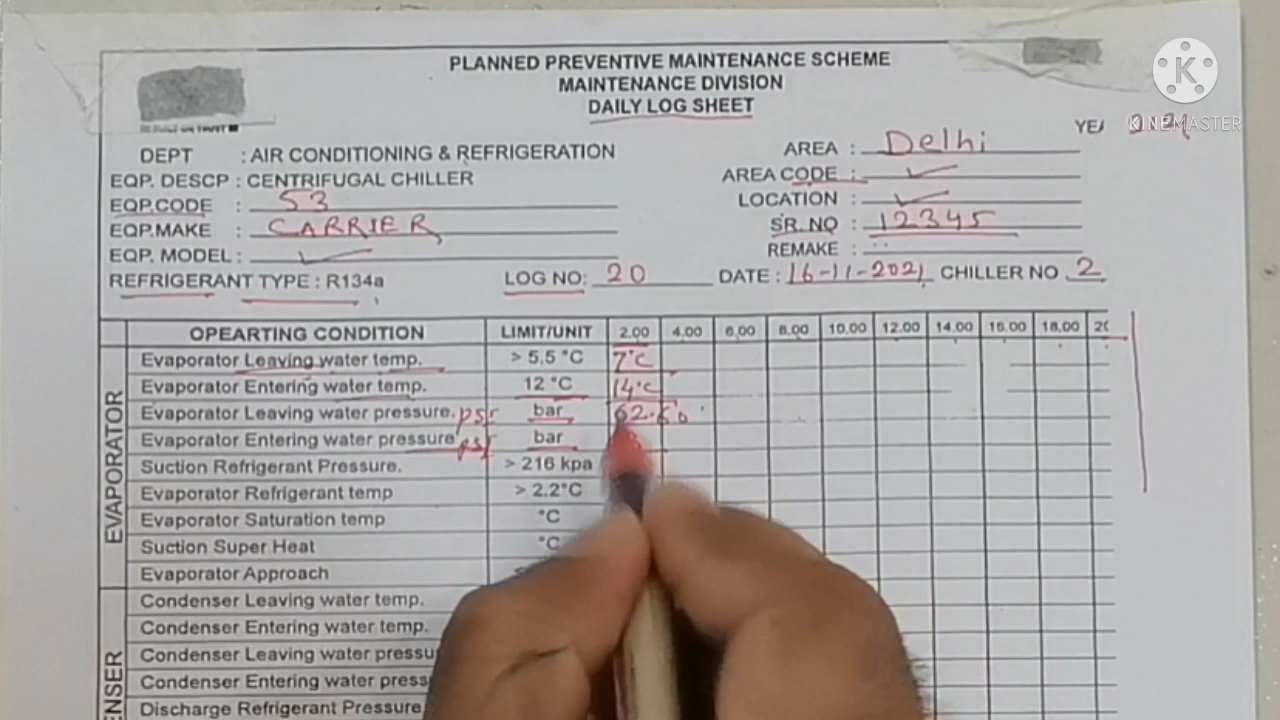 PLANNED PREVENTIVE MAINTENANCE SCHEME
MAINTENANCE DIVISION
DAILY LOG SHEET
KINEMASTER
DEPT : AIR CONDITIONING & REFRIGERATION
AREA : Delhi
EQP. DESCP : CENTRIFUGAL CHILLER
AREA CODE : ✓
EQP.CODE : 53
LOCATION : ✓
EQP.MAKE : CARRIER
SR. NO : 12345
EQP. MODEL : ✓
REMAKE :
REFRIGERANT TYPE : R134a LOG NO: 20 DATE : 16-11-2021 CHILLER NO 2
OPEARTING CONDITION LIMIT/UNIT 2.00 4.00 6.00 8.00 10.00 12.00 14.00 16.00 18.00
EVAPORATOR
Evaporator Leaving water temp. > 5.5 °C 7°C
Evaporator Entering water temp. 12 °C 14°C
Evaporator Leaving water pressure. psi bar
Evaporator Entering water pressure psi bar
Suction Refrigerant Pressure. > 216 kpa
Evaporator Refrigerant temp > 2.2°C
Evaporator Saturation temp °C
Suction Super Heat °C
Evaporator Approach
Condenser Leaving water temp.
Condenser Entering water temp.
Condenser Leaving water
Condenser Entering water
Discharge Refrigerant Pressure